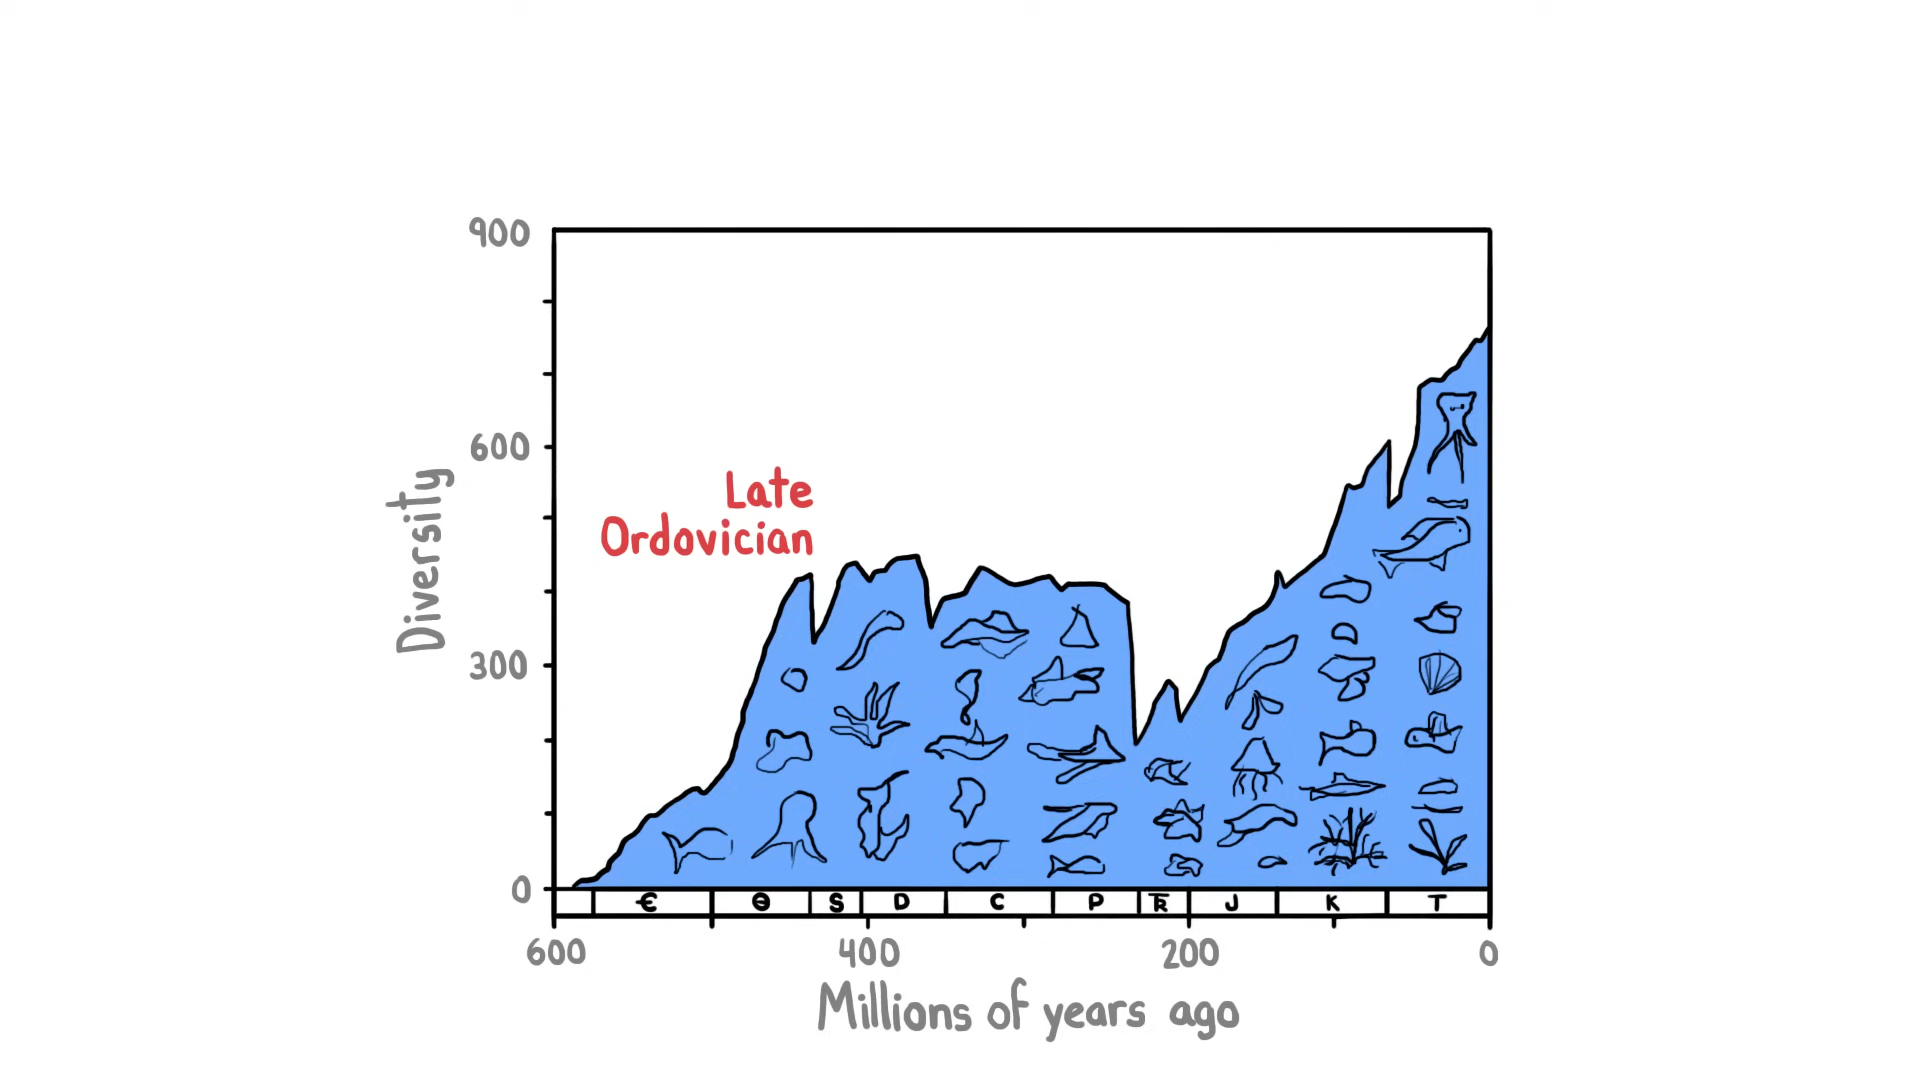 900
600
300
0
Diversity
Late
Ordovician
Є Ө S D C P T̅R J K T
600 400 200 0
Millions of years ago